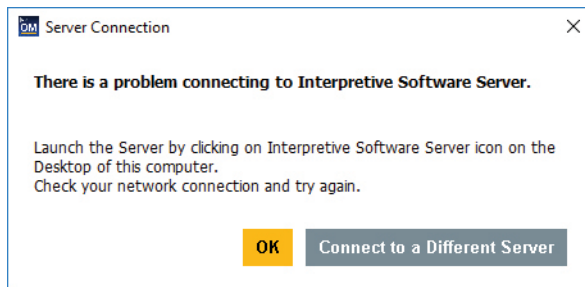 OM Server Connection
There is a problem connecting to Interpretive Software Server.
Launch the Server by clicking on Interpretive Software Server icon on the
Desktop of this computer.
Check your network connection and try again.
OK Connect to a Different Server